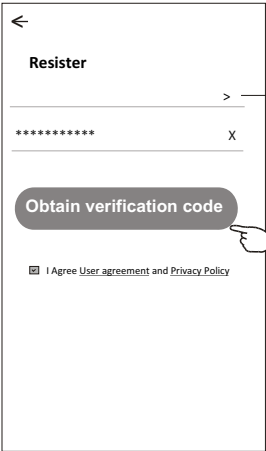 Resister
>
*********** X
Obtain verification code
I Agree User agreement and Privacy Policy